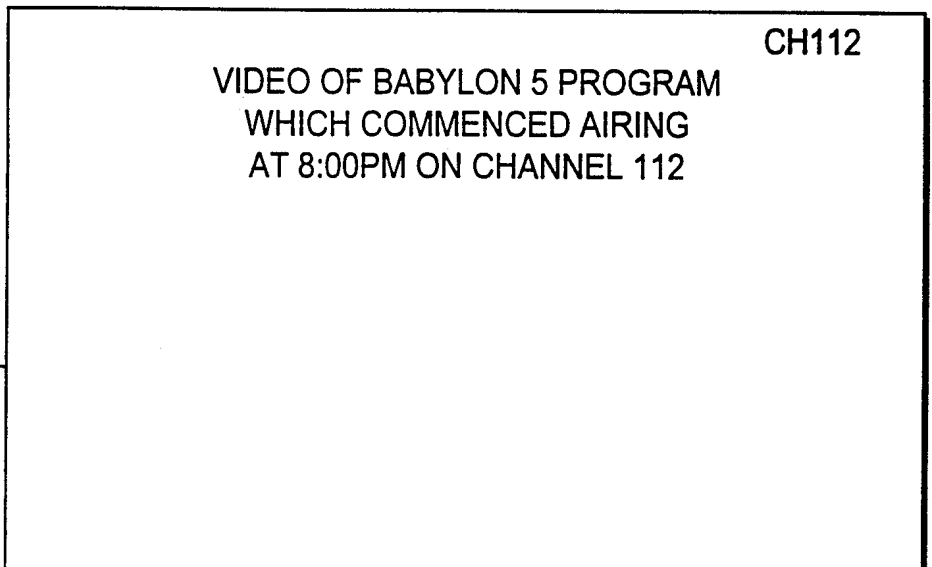 CH112
VIDEO OF BABYLON 5 PROGRAM
WHICH COMMENCED AIRING
AT 8:00PM ON CHANNEL 112